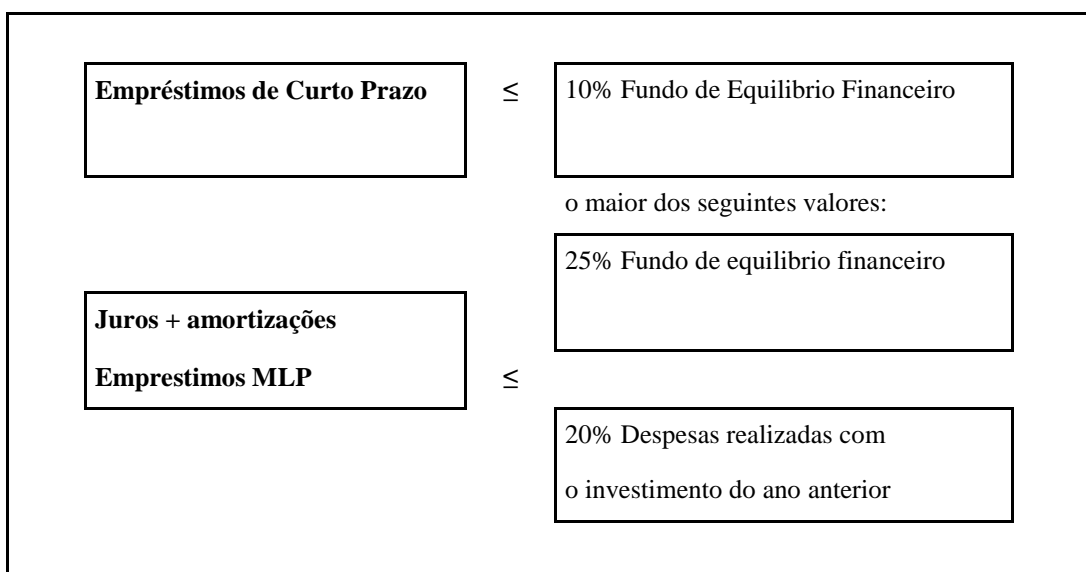 Empréstimos de Curto Prazo ≤ 10% Fundo de Equilibrio Financeiro
o maior dos seguintes valores:
25% Fundo de equilibrio financeiro
Juros + amortizações
Emprestimos MLP ≤
20% Despesas realizadas com
o investimento do ano anterior